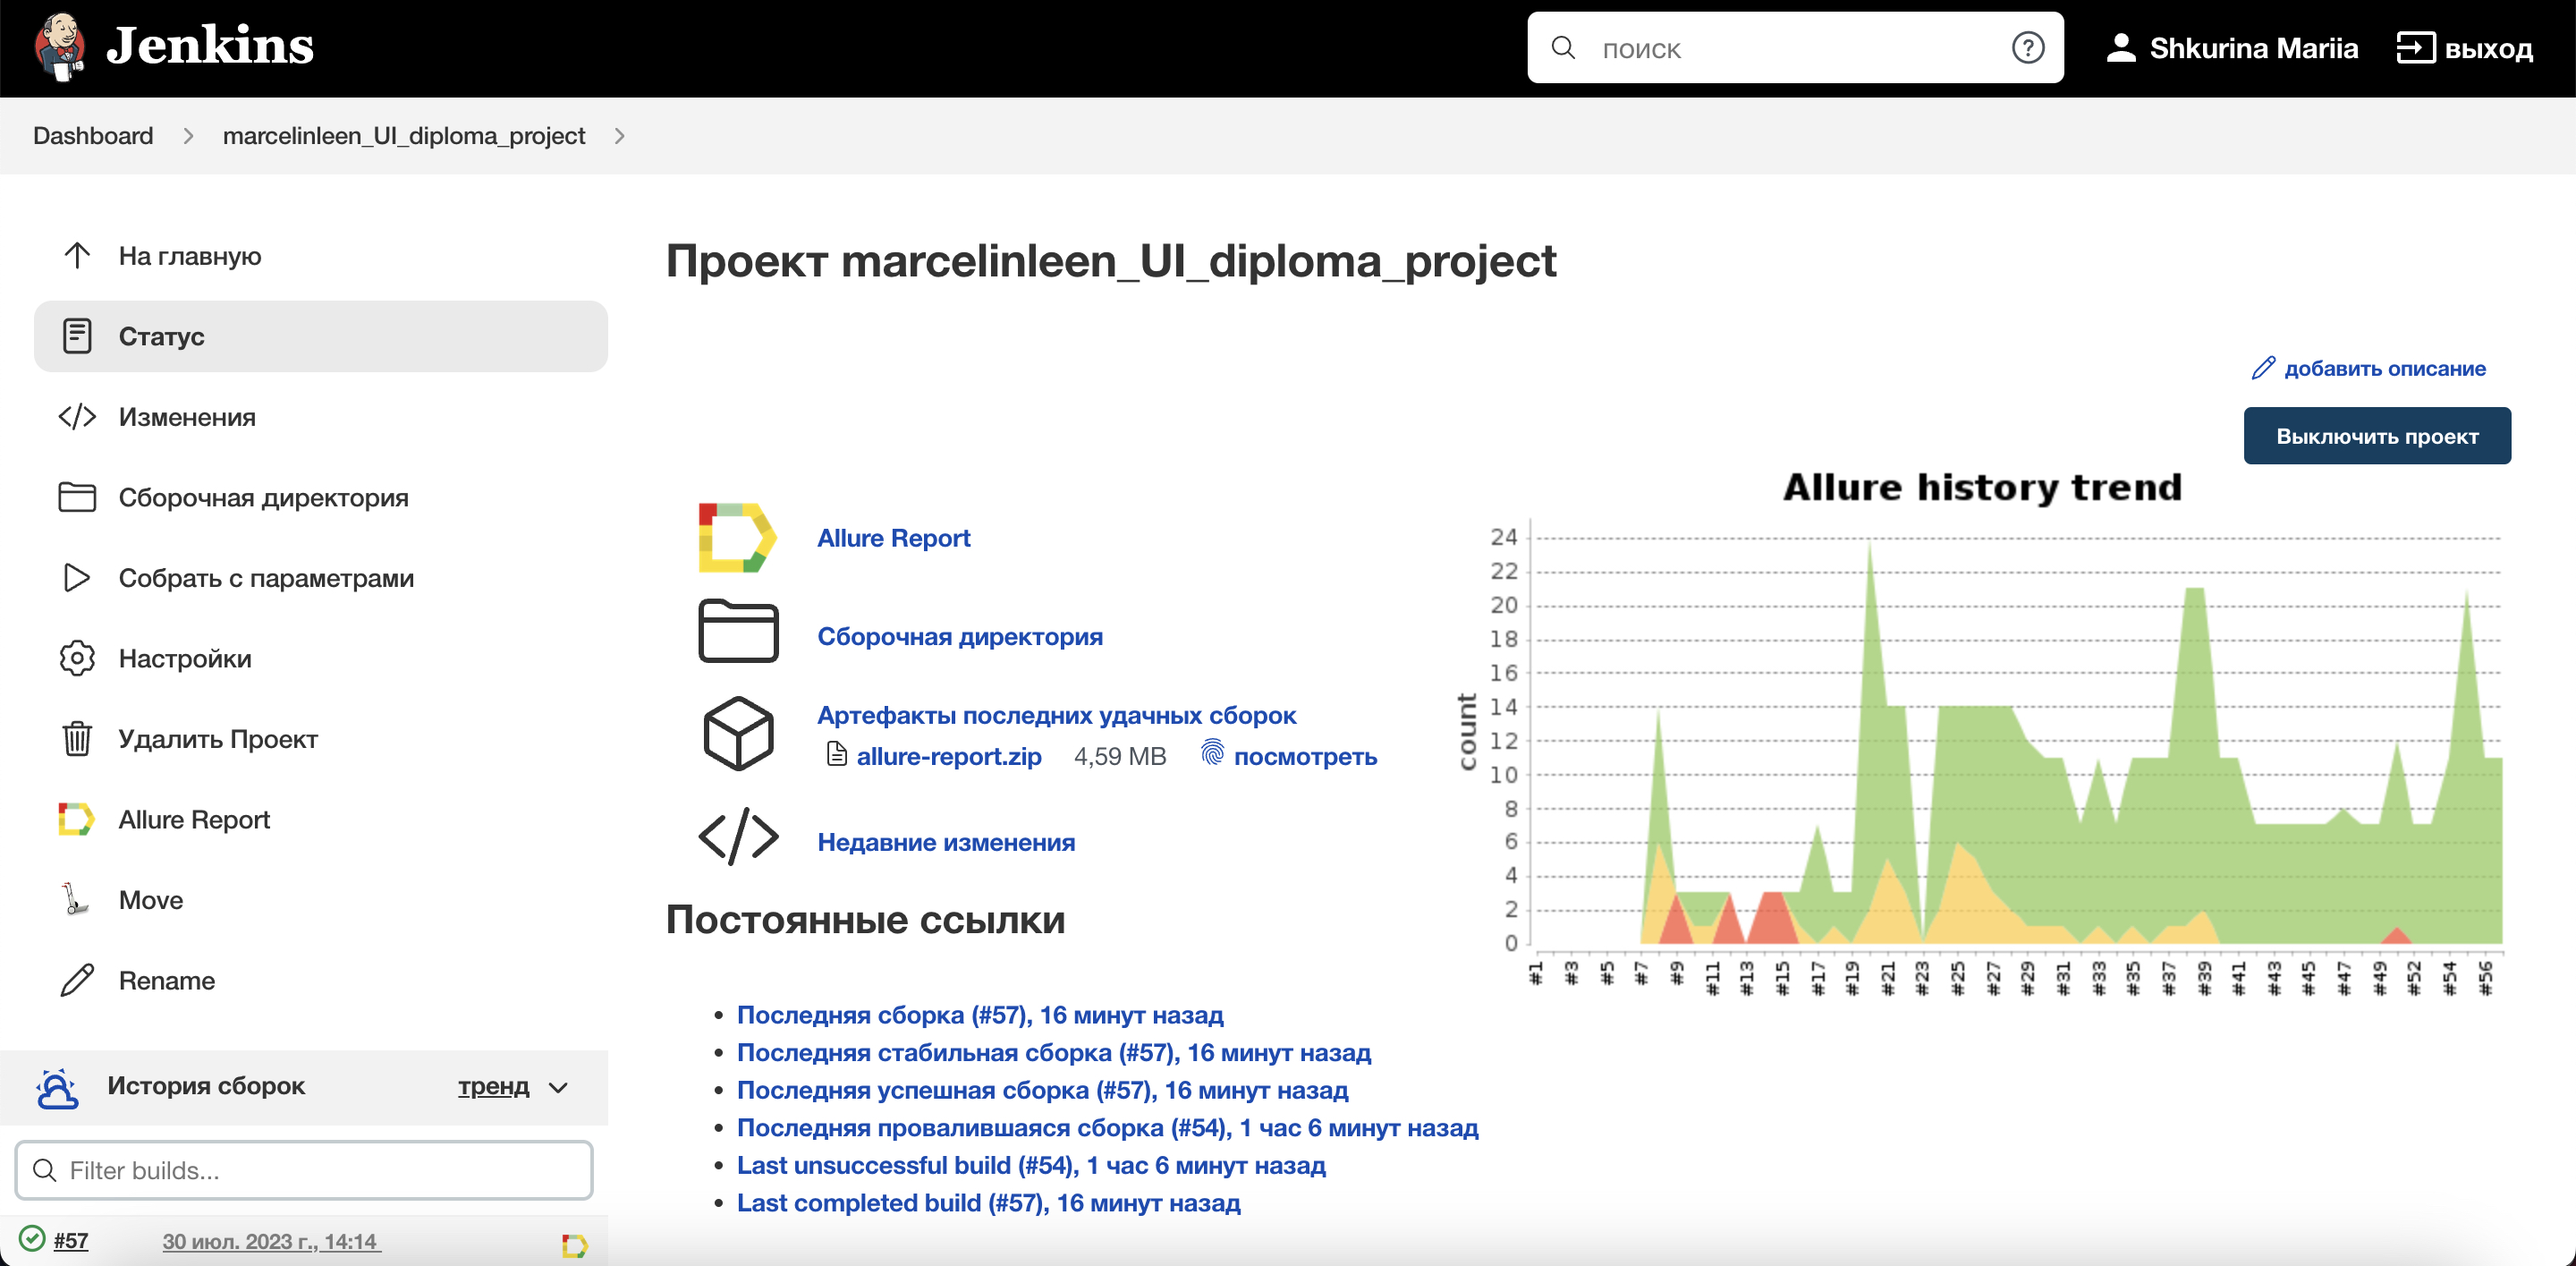 Jenkins
поиск
Shkurina Mariia
выход
Dashboard
marcelinleen_UI_diploma_project
На главную
Статус
Изменения
Сборочная директория
Собрать с параметрами
Настройки
Удалить Проект
Allure Report
Move
Rename
История сборок
тренд
Filter builds...
#57
30 июл. 2023 г., 14:14
Проект marcelinleen_UI_diploma_project
добавить описание
Выключить проект
Allure Report
Сборочная директория
Артефакты последних удачных сборок
allure-report.zip 4,59 MB посмотреть
Недавние изменения
Постоянные ссылки
Последняя сборка (#57), 16 минут назад
Последняя стабильная сборка (#57), 16 минут назад
Последняя успешная сборка (#57), 16 минут назад
Последняя провалившаяся сборка (#54), 1 час 6 минут назад
Last unsuccessful build (#54), 1 час 6 минут назад
Last completed build (#57), 16 минут назад
Allure history trend
count
24
22
20
18
16
14
12
10
8
6
4
2
0
#1 #3 #5 #7 #9 #11 #13 #15 #17 #19 #21 #23 #25 #27 #29 #31 #33 #35 #37 #39 #41 #43 #45 #47 #49 #52 #54 #56